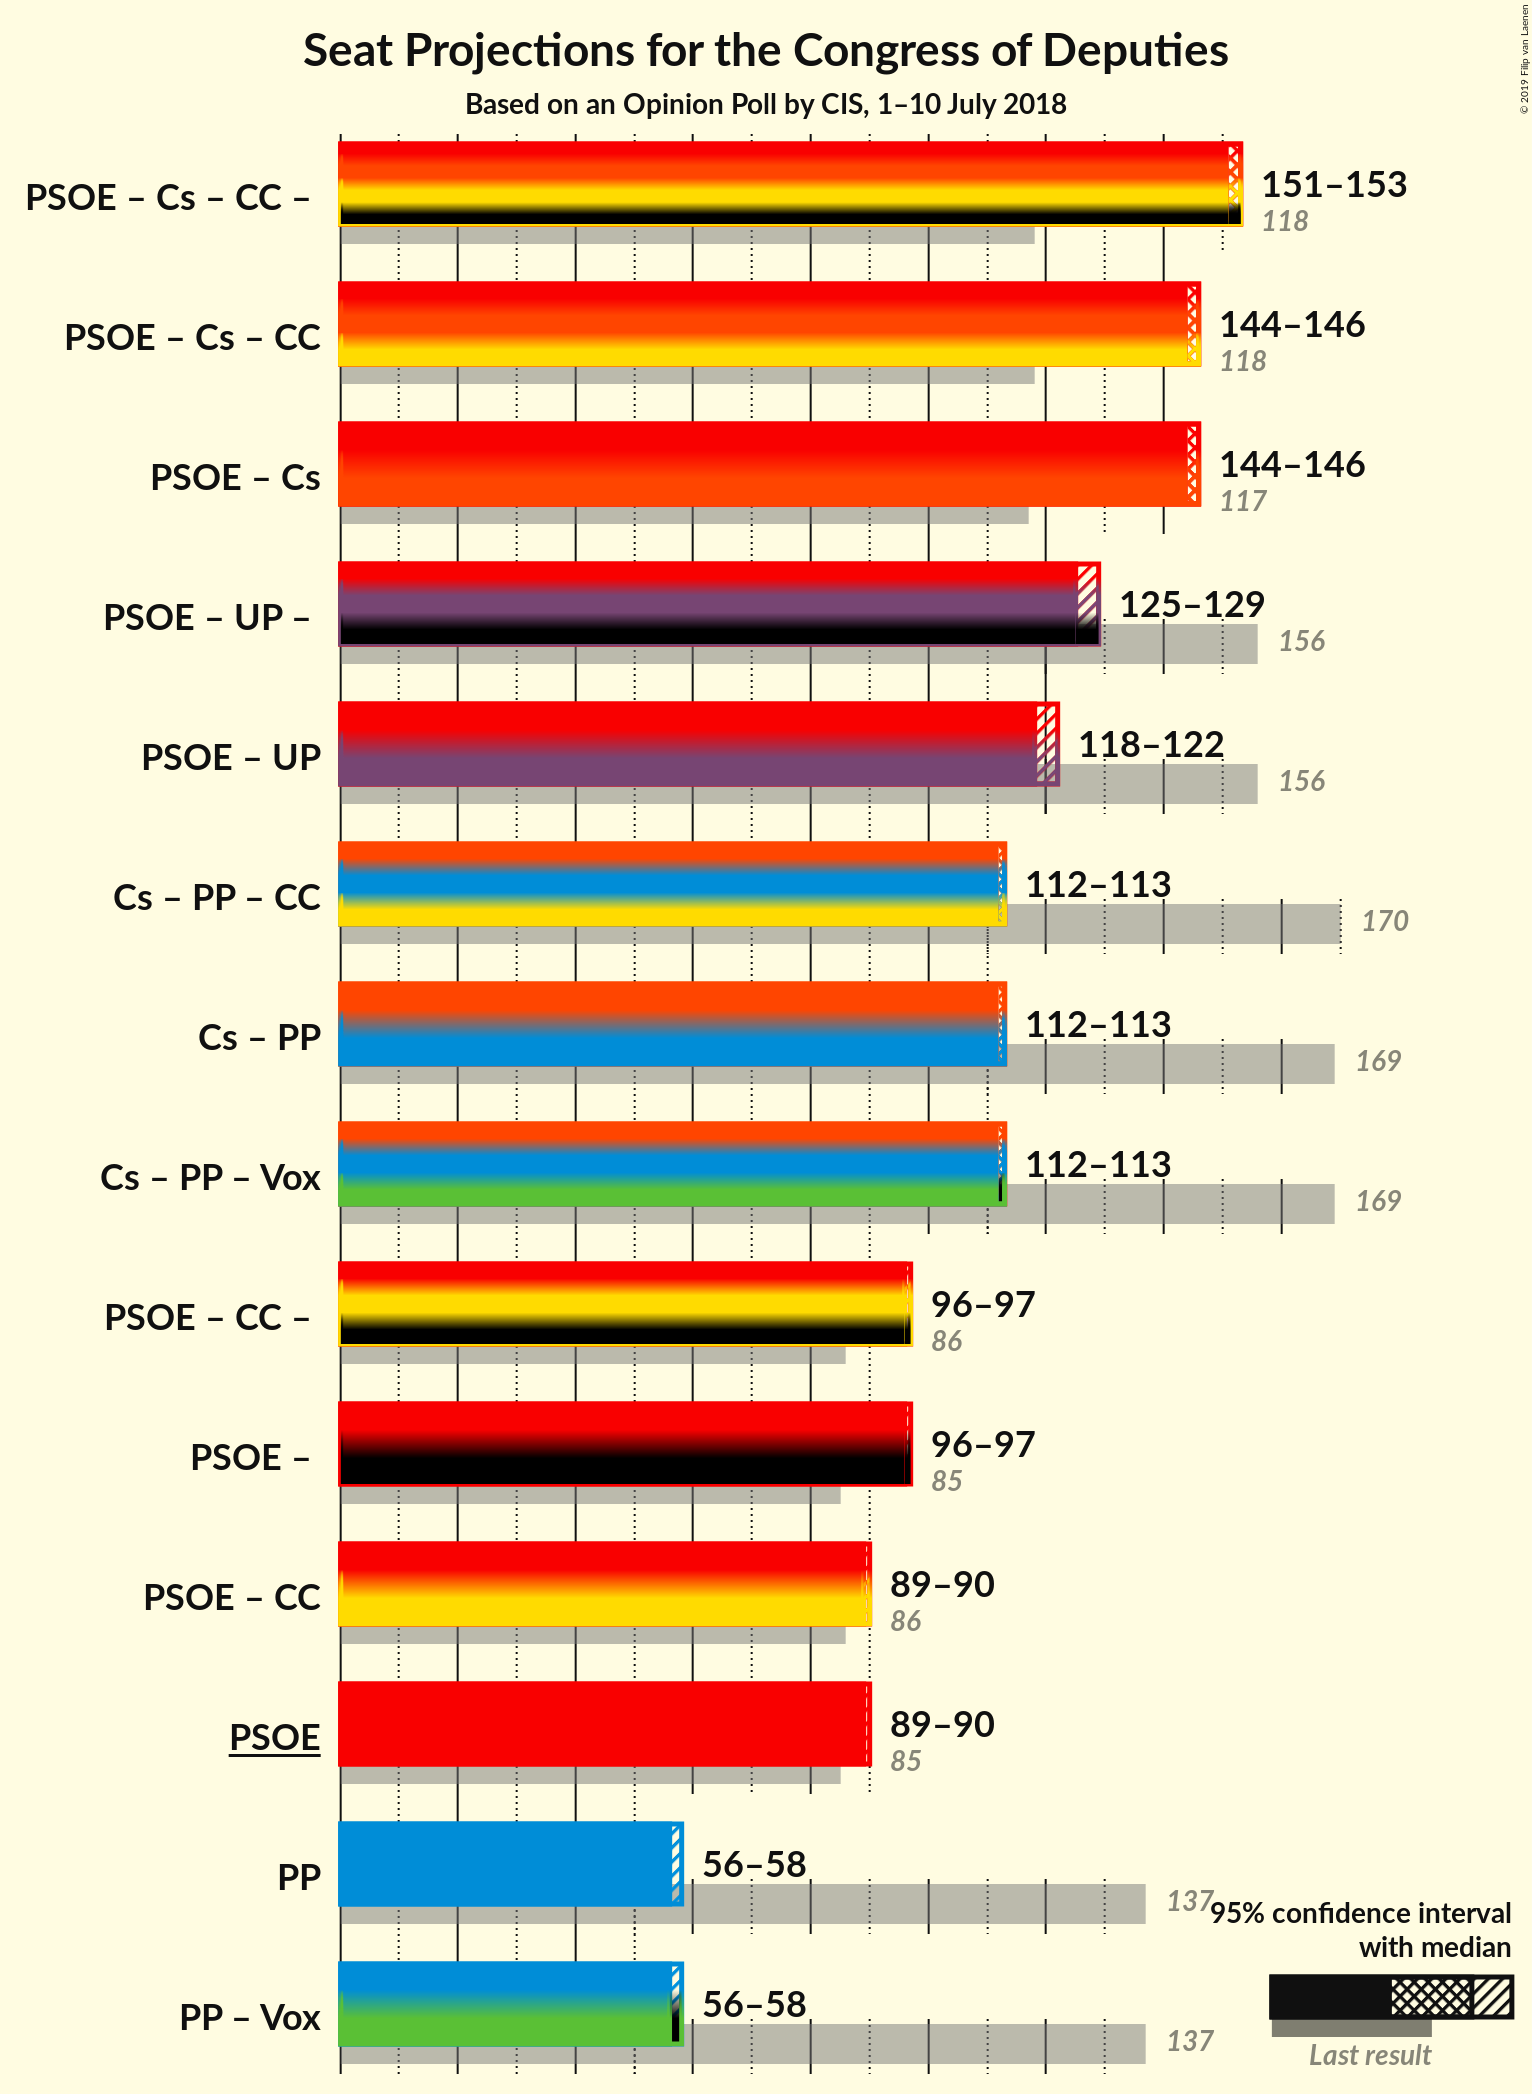 Seat Projections for the Congress of Deputies
Based on an Opinion Poll by CIS, 1–10 July 2018
© 2019 Filip van Laenen
PSOE – Cs – CC –
151–153
118
PSOE – Cs – CC
144–146
118
PSOE – Cs
144–146
117
PSOE – UP –
125–129
156
PSOE – UP
118–122
156
Cs – PP – CC
112–113
170
Cs – PP
112–113
169
Cs – PP – Vox
112–113
169
PSOE – CC –
96–97
86
PSOE –
96–97
85
PSOE – CC
89–90
86
PSOE
89–90
85
PP
56–58
137
PP – Vox
56–58
137
95% confidence interval
with median
Last result